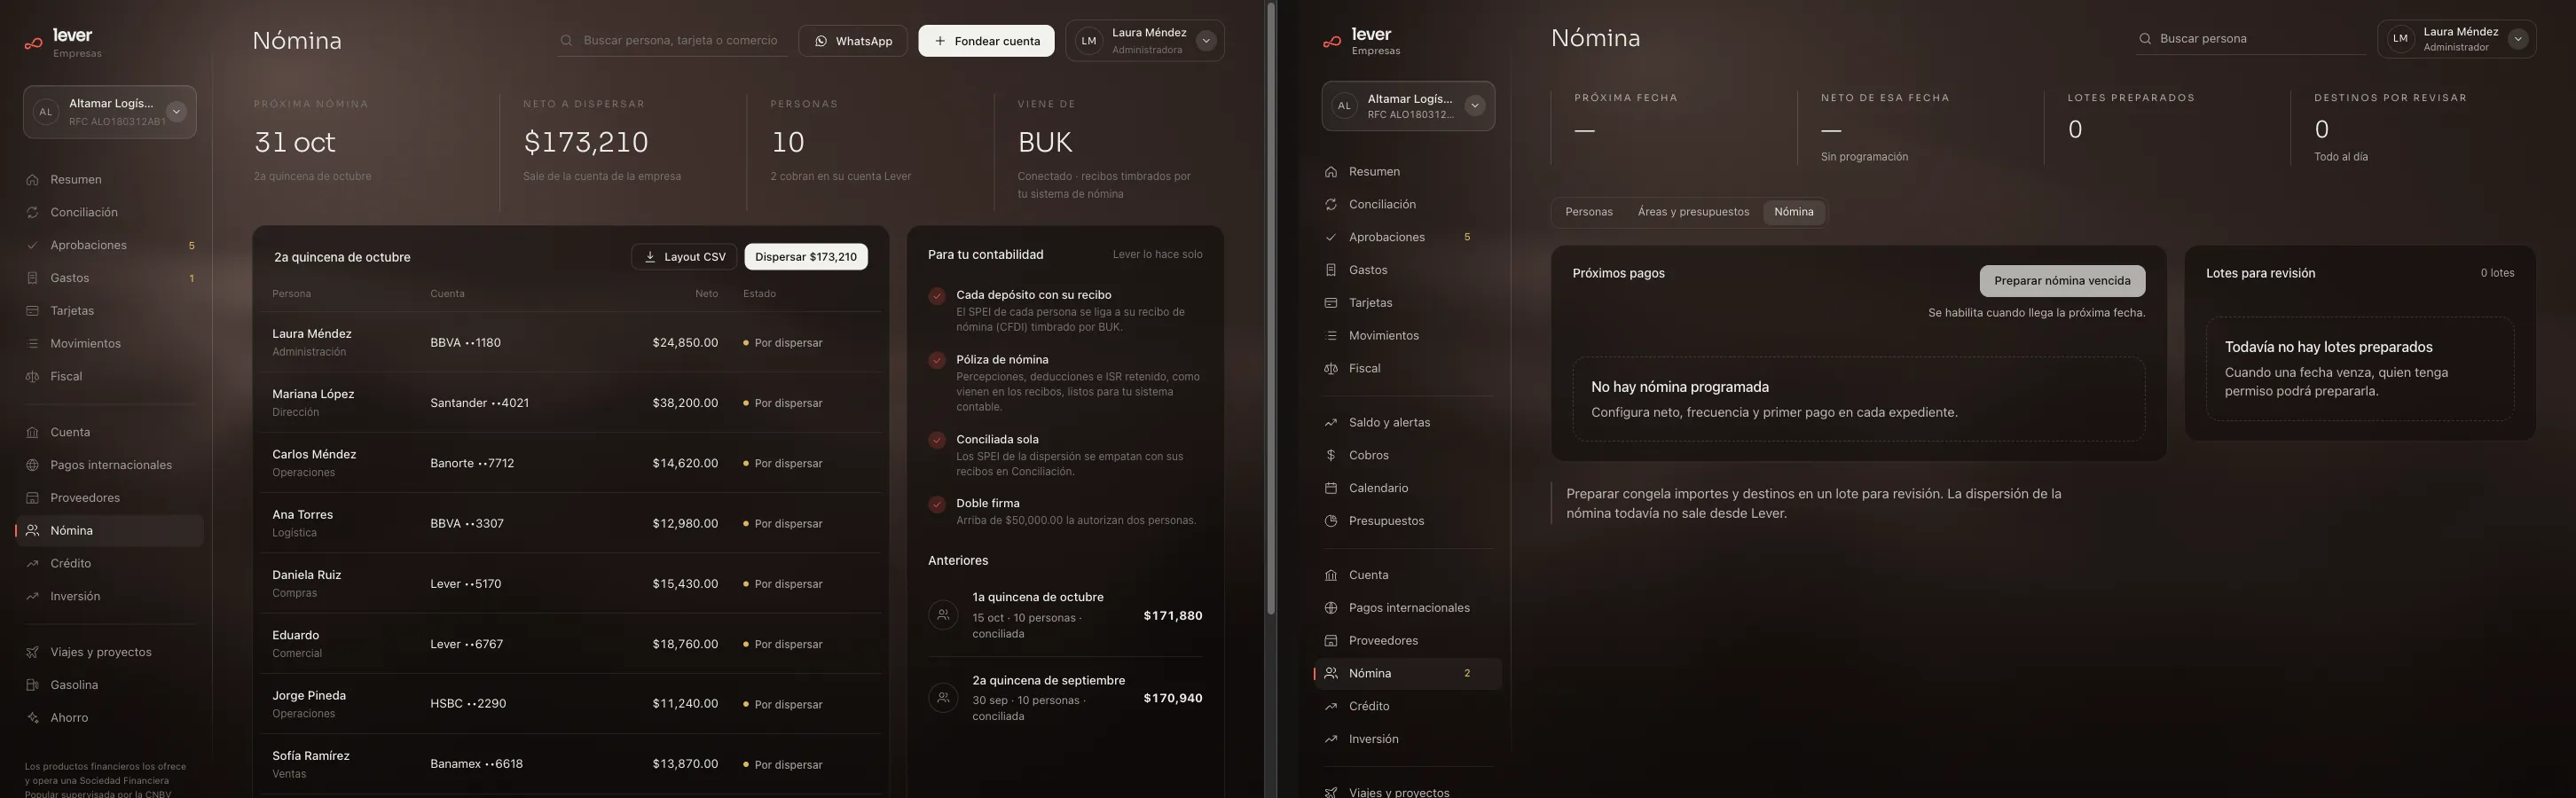 lever
Empresas
AL
Altamar Logís...
RFC ALO180312AB1
Resumen
Conciliación
Aprobaciones 5
Gastos 1
Tarjetas
Movimientos
Fiscal
Cuenta
Pagos internacionales
Proveedores
Nómina
Crédito
Inversión
Viajes y proyectos
Gasolina
Ahorro
Los productos financieros los ofrece
y opera una Sociedad Financiera
Popular supervisada por la CNBV
Nómina
Buscar persona, tarjeta o comercio
WhatsApp
+ Fondear cuenta
LM
Laura Méndez
Administradora
PRÓXIMA NÓMINA
31 oct
2a quincena de octubre
NETO A DISPERSAR
$173,210
Sale de la cuenta de la empresa
PERSONAS
10
2 cobran en su cuenta Lever
VIENE DE
BUK
Conectado · recibos timbrados por
tu sistema de nómina
2a quincena de octubre
Layout CSV
Dispersar $173,210
Persona Cuenta Neto Estado
Laura Méndez
Administración
BBVA ••1180 $24,850.00 Por dispersar
Mariana López
Dirección
Santander ••4021 $38,200.00 Por dispersar
Carlos Méndez
Operaciones
Banorte ••7712 $14,620.00 Por dispersar
Ana Torres
Logística
BBVA ••3307 $12,980.00 Por dispersar
Daniela Ruiz
Compras
Lever ••5170 $15,430.00 Por dispersar
Eduardo
Comercial
Lever ••6767 $18,760.00 Por dispersar
Jorge Pineda
Operaciones
HSBC ••2290 $11,240.00 Por dispersar
Sofía Ramírez
Ventas
Banamex ••6618 $13,870.00 Por dispersar
Para tu contabilidad
Lever lo hace solo
Cada depósito con su recibo
El SPEI de cada persona se liga a su recibo de
nómina (CFDI) timbrado por BUK.
Póliza de nómina
Percepciones, deducciones e ISR retenido, como
vienen en los recibos, listos para tu sistema
contable.
Conciliada sola
Los SPEI de la dispersión se empatan con sus
recibos en Conciliación.
Doble firma
Arriba de $50,000.00 la autorizan dos personas.
Anteriores
1a quincena de octubre
15 oct · 10 personas ·
conciliada
$171,880
2a quincena de septiembre
30 sep · 10 personas ·
conciliada
$170,940
lever
Empresas
AL
Altamar Logís...
RFC ALO180312...
Resumen
Conciliación
Aprobaciones 5
Gastos
Tarjetas
Movimientos
Fiscal
Saldo y alertas
Cobros
Calendario
Presupuestos
Cuenta
Pagos internacionales
Proveedores
Nómina 2
Crédito
Inversión
Viajes y proyectos
Nómina
Buscar persona
LM
Laura Méndez
Administrador
PRÓXIMA FECHA
—
NETO DE ESA FECHA
—
Sin programación
LOTES PREPARADOS
0
DESTINOS POR REVISAR
0
Todo al día
Personas Áreas y presupuestos Nómina
Próximos pagos
Preparar nómina vencida
Se habilita cuando llega la próxima fecha.
No hay nómina programada
Configura neto, frecuencia y primer pago en cada expediente.
Lotes para revisión
0 lotes
Todavía no hay lotes preparados
Cuando una fecha venza, quien tenga
permiso podrá prepararla.
Preparar congela importes y destinos en un lote para revisión. La dispersión de la
nómina todavía no sale desde Lever.